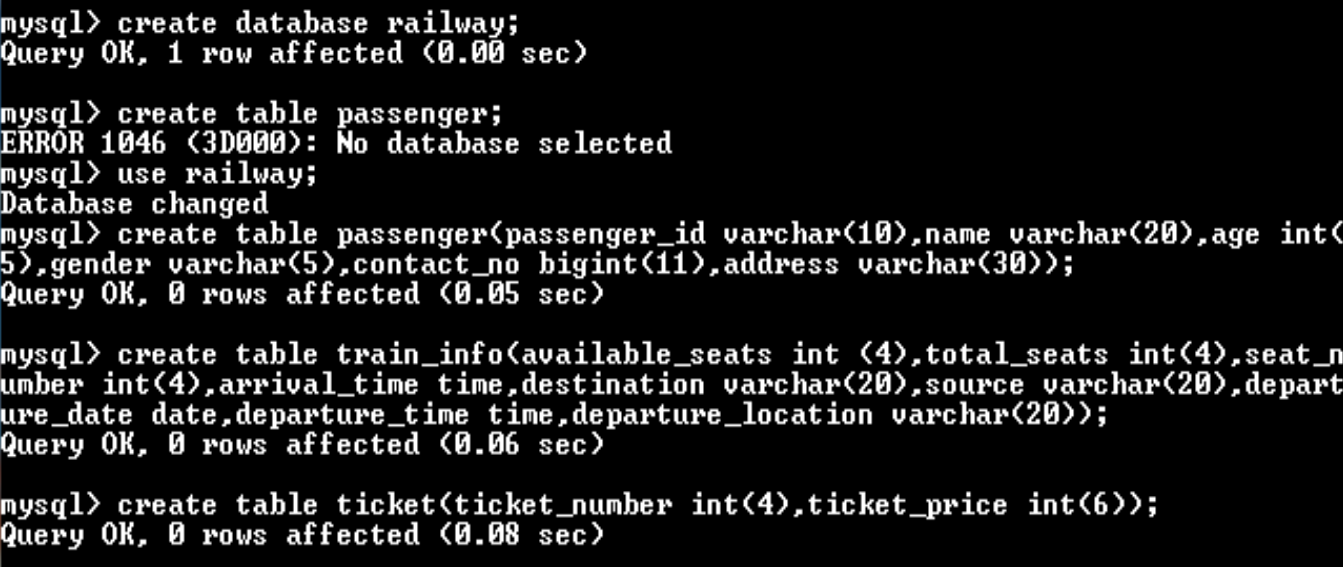 mysql> create database railway;
Query OK, 1 row affected (0.00 sec)
mysql> create table passenger;
ERROR 1046 (3D000): No database selected
mysql> use railway;
Database changed
mysql> create table passenger(passenger_id varchar(10),name varchar(20),age int(
5),gender varchar(5),contact_no bigint(11),address varchar(30));
Query OK, 0 rows affected (0.05 sec)
mysql> create table train_info(available_seats int (4),total_seats int(4),seat_n
umber int(4),arrival_time time,destination varchar(20),source varchar(20),depart
ure_date date,departure_time time,departure_location varchar(20));
Query OK, 0 rows affected (0.06 sec)
mysql> create table ticket(ticket_number int(4),ticket_price int(6));
Query OK, 0 rows affected (0.08 sec)